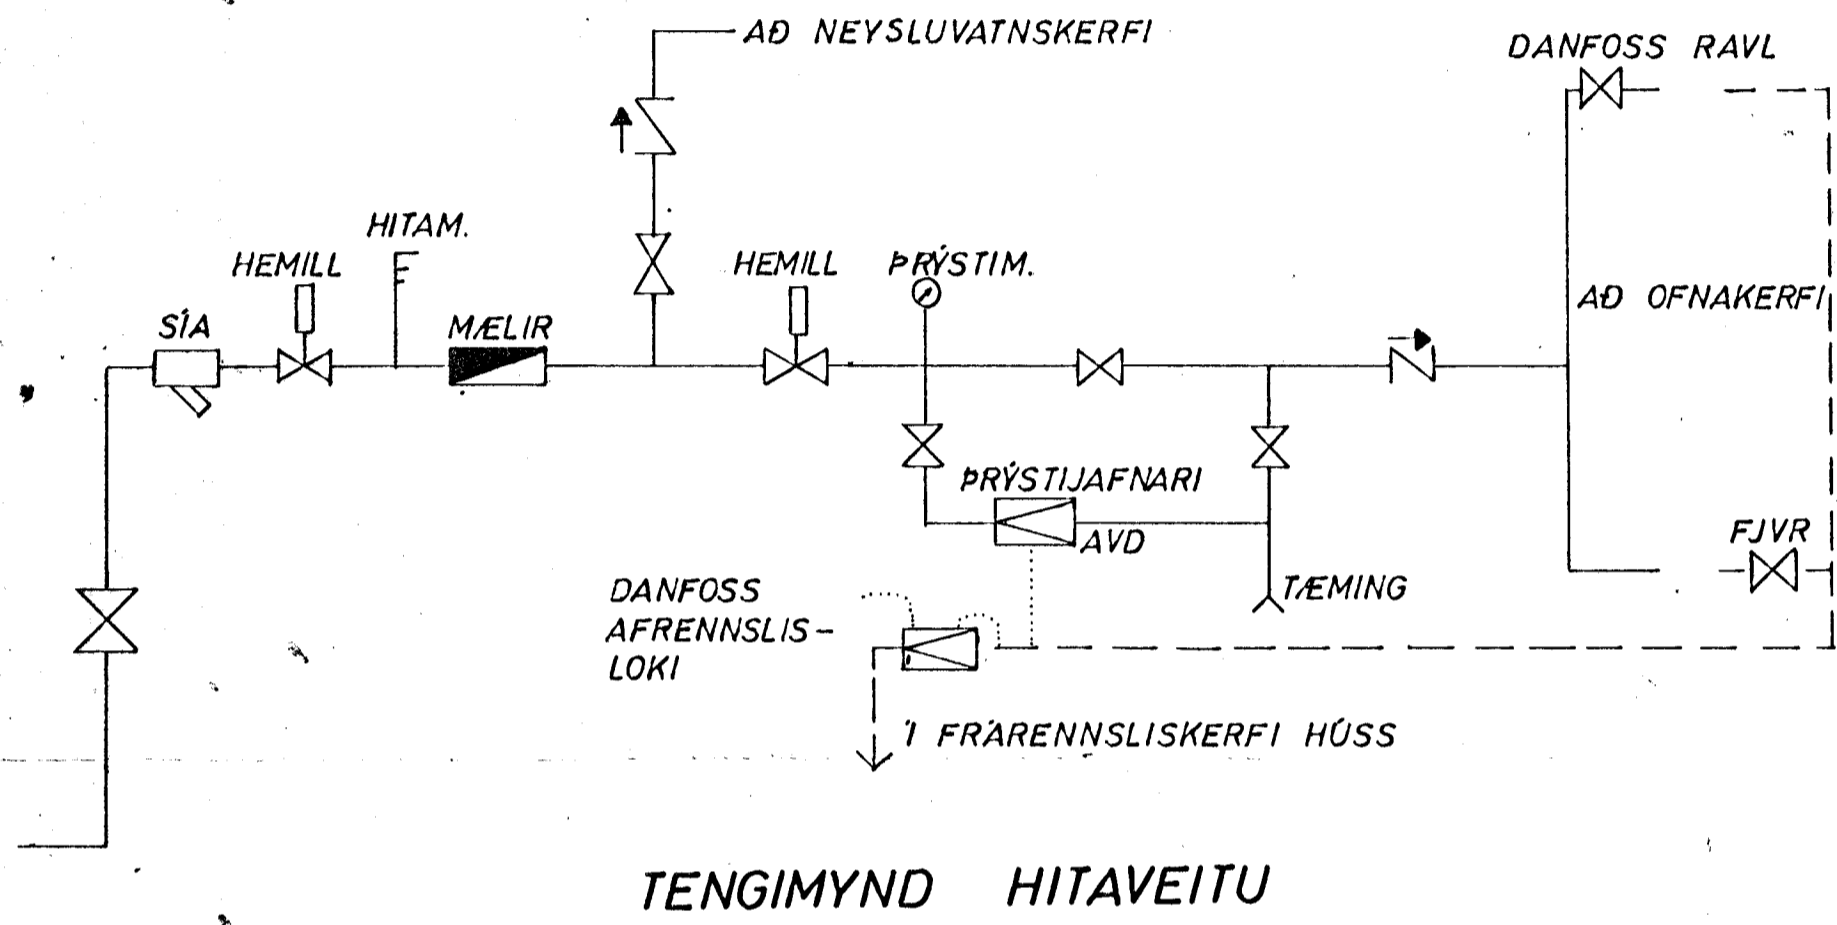 AÐ NEYSLUVATNSKERFI
DANFOSS RAVL
HITAM.
HEMILL
HEMILL
ÞRÝSTIM.
AÐ OFNAKERFI
SÍA
MÆLIR
ÞRÝSTIJAFNARI
AVD
FJVR
TÆMING
DANFOSS
AFRENNSLIS-
LOKI
Í FRÁRENNSLISKERFI HÚSS
TENGIMYND HITAVEITU